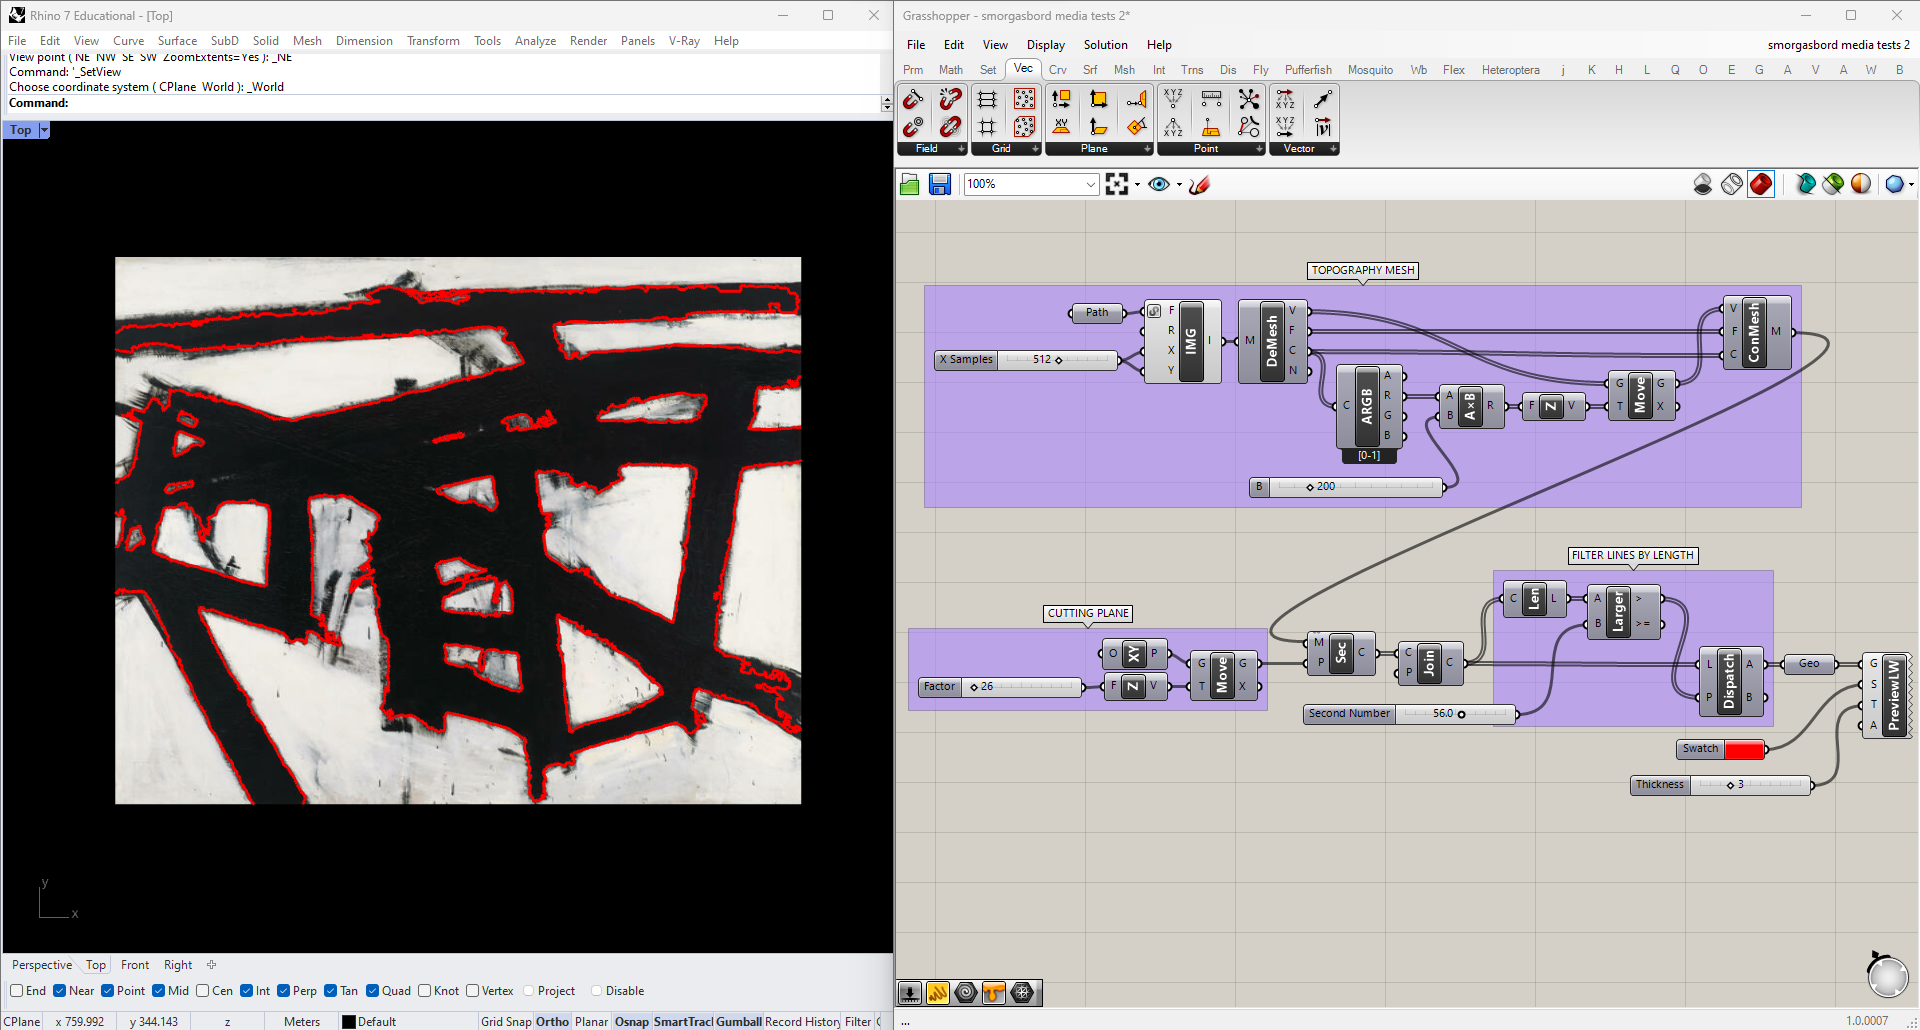 Rhino 7 Educational - [Top]
File Edit View Curve Surface SubD Solid Mesh Dimension Transform Tools Analyze Render Panels V-Ray Help
View point ( NE NW SE SW ZoomExtents=Yes ): _NE
Command: '_SetView
Choose coordinate system ( CPlane World ): _World
Command:
Top
y
x
Perspective Top Front Right
End Near Point Mid Cen Int Perp Tan Quad Knot Vertex Project Disable
CPlane x 759.992 y 344.143 z Meters Default Grid Snap Ortho Planar Osnap SmartTrac Gumball Record History Filter
Grasshopper - smorgasbord media tests 2*
File Edit View Display Solution Help smorgasbord media tests 2
Prm Math Set Vec Crv Srf Msh Int Trns Dis Fly Pufferfish Mosquito Wb Flex Heteroptera j K H L Q O E G A V A W B
XY
XYZ
XYZ
XYZ
XYZ
V
Field Grid Plane Point Vector
100%
TOPOGRAPHY MESH
Path
X Samples 512
F R X Y IMG I
M DeMesh V F C N
C ARGB A R G B
[0-1]
A B A×B R
F Z V
G T Move G X
V F C ConMesh M
B 200
CUTTING PLANE
O XY P
Factor 26
F Z V
G T Move G X
M P Sec C
C P Join C
FILTER LINES BY LENGTH
C Len L
A B Larger > >=
Second Number 56.0
L P Dispatch A B
Geo
G S T A PreviewLW
Swatch
Thickness 3
...
1.0.0007